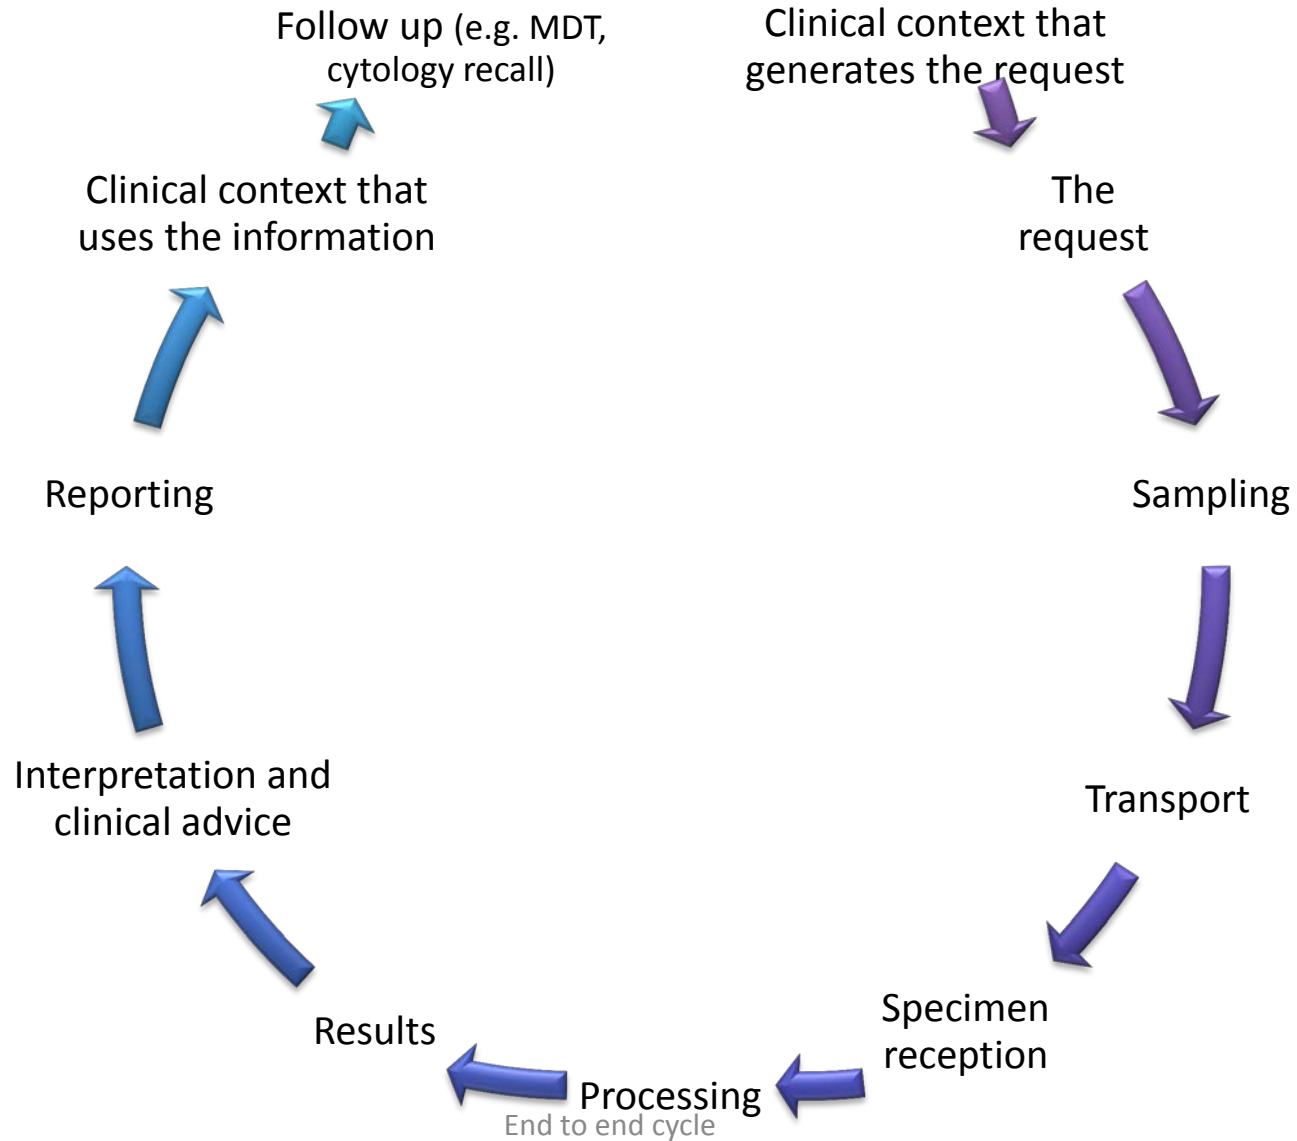 Follow up (e.g. MDT,
cytology recall)
Clinical context that
generates the request
Clinical context that
uses the information
The
request
Reporting
Sampling
Interpretation and
clinical advice
Transport
Specimen
reception
Results
Processing
End to end cycle